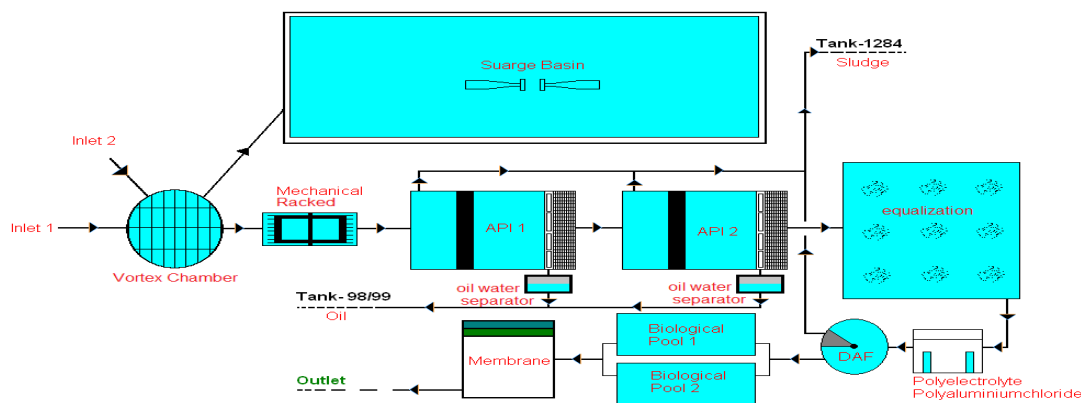 Tank-1284
Sludge
Suarge Basin
Inlet 2
Mechanical
Racked
Inlet 1
API 1
API 2
equalization
Vortex Chamber
oil water
separator
oil water
separator
Tank- 98/99
Oil
Biological
Pool 1
Membrane
DAF
Biological
Pool 2
Outlet
Polyelectrolyte
Polyaluminiumchloride